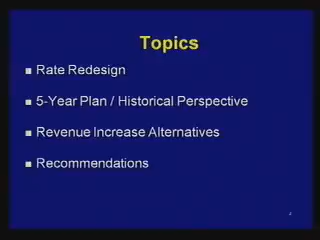 Topics
Rate Redesign
5-Year Plan / Historical Perspective
Revenue Increase Alternatives
Recommendations